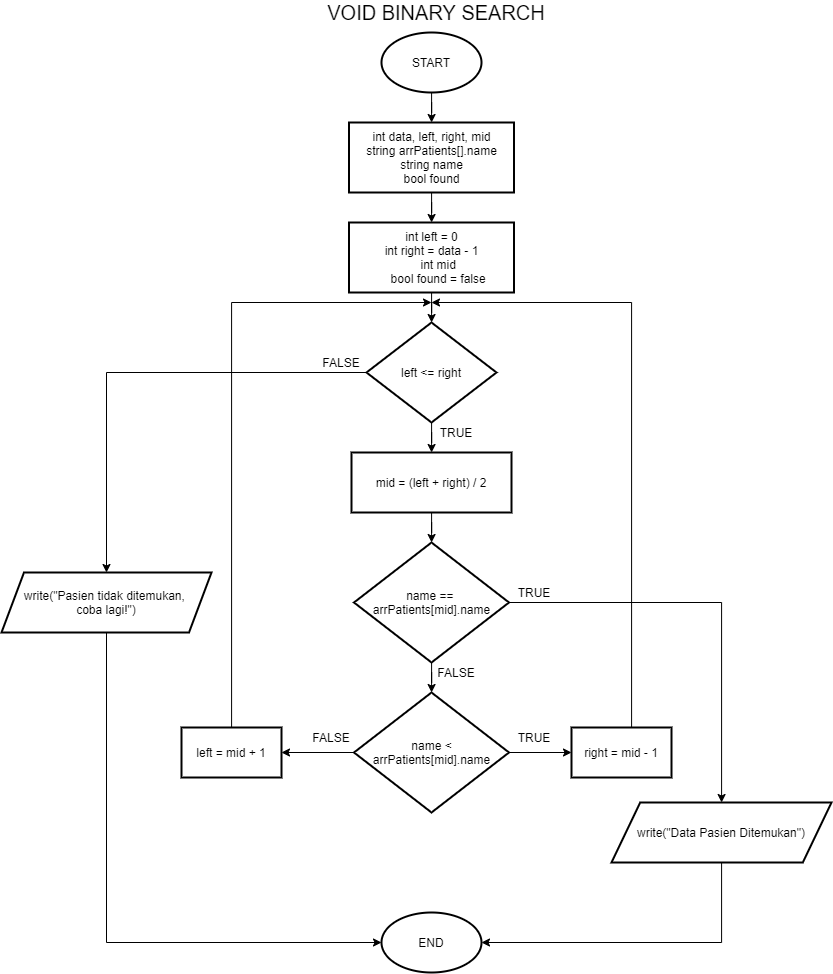 VOID BINARY SEARCH
START
int data, left, right, mid
string arrPatients[].name
string name
bool found
int left = 0
int right = data - 1
int mid
bool found = false
FALSE
left <= right
TRUE
mid = (left + right) / 2
write("Pasien tidak ditemukan,
coba lagi!")
name ==
arrPatients[mid].name
TRUE
FALSE
left = mid + 1
FALSE
name <
arrPatients[mid].name
TRUE
right = mid - 1
write("Data Pasien Ditemukan")
END